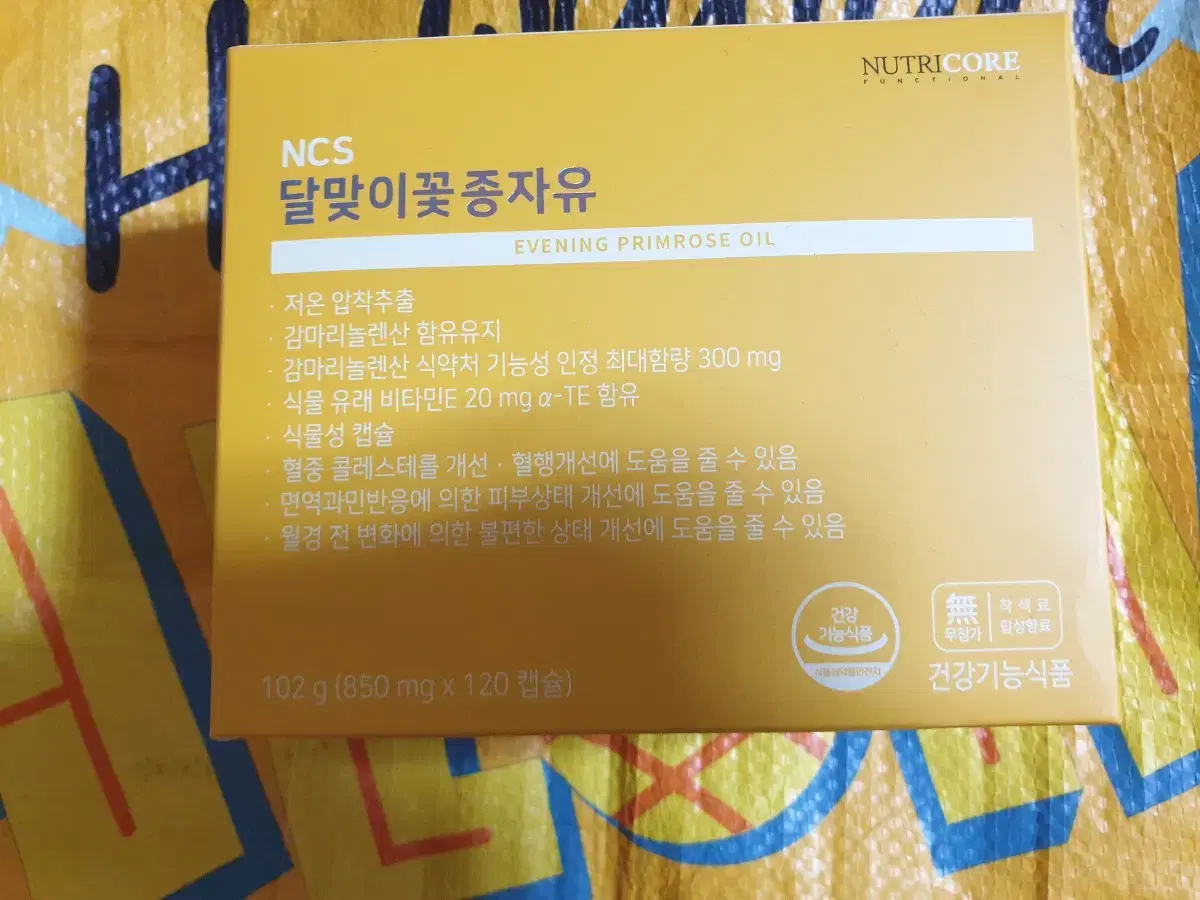 NUTRICORE
FUNCTIONAL
NCS
달맞이꽃종자유
EVENING PRIMROSE OIL
· 저온 압착추출
· 감마리놀렌산 함유유지
· 감마리놀렌산 식약처 기능성 인정 최대함량 300 mg
· 식물 유래 비타민E 20 mg α-TE 함유
· 식물성 캡슐
· 혈중 콜레스테롤 개선 · 혈행개선에 도움을 줄 수 있음
· 면역과민반응에 의한 피부상태 개선에 도움을 줄 수 있음
· 월경 전 변화에 의한 불편한 상태 개선에 도움을 줄 수 있음
건강
기능식품
식품의약품안전처
無
무첨가
착색료
합성향료
건강기능식품
102 g (850 mg x 120 캡슐)